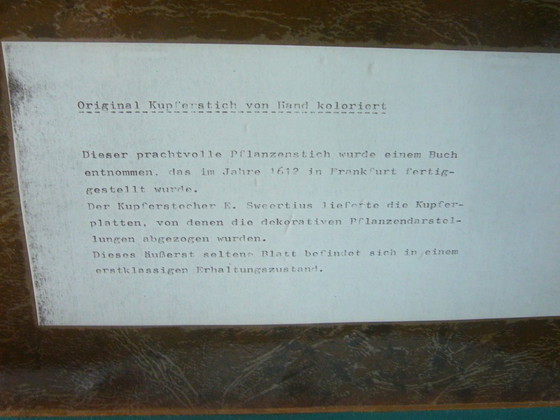 Original Kupferstich von Hand koloriert
Dieser prachtvolle Pflanzenstich wurde einem Buch
entnommen, das im Jahre 1612 in Frankfurt fertig-
gestellt wurde.
Der Kupferstecher E. Sweertius lieferte die Kupfer-
platten, von denen die dekorativen Pflanzendarstel-
lungen abgezogen wurden.
Dieses äußerst seltene Blatt befindet sich in einem
erstklassigen Erhaltungszustand.